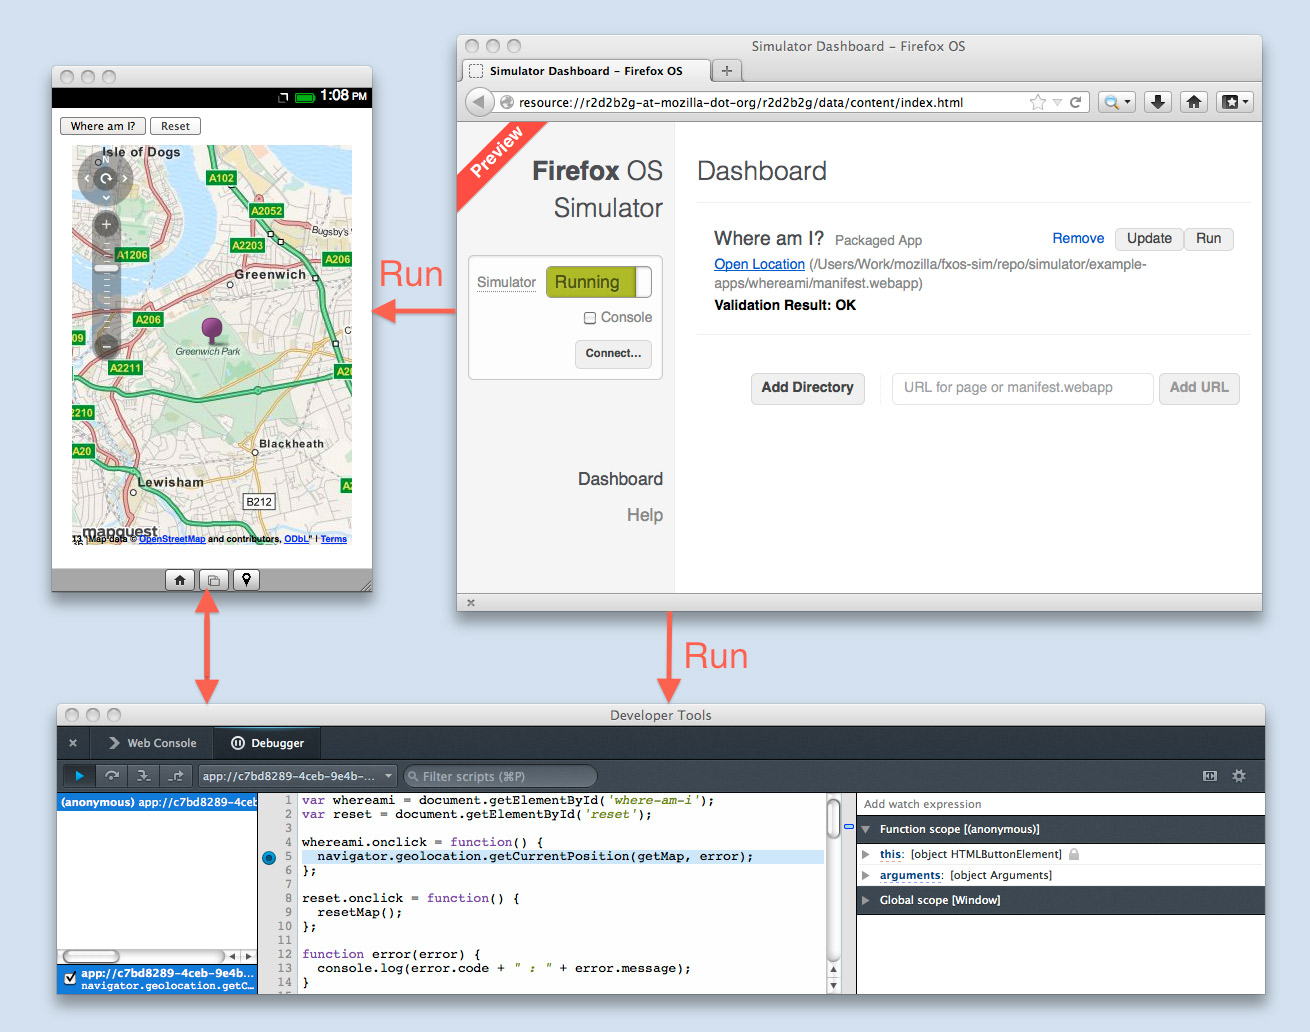 1:08 PM
Where am I?
Reset
Isle of Dogs
N
A102
A2052
Bugsby's
A2203
A1206
A206
Greenwich
A206
Greenwich Park
09
A2211
A20
2210
Blackheath
A20
Lewisham
B212
A2
mapquest
13 "Map data © OpenStreetMap and contributors, ODbL" | Terms
Run
Simulator Dashboard – Firefox OS
Simulator Dashboard – Firefox OS
resource://r2d2b2g-at-mozilla-dot-org/r2d2b2g/data/content/index.html
Preview
Firefox OS
Simulator
Simulator
Running
Console
Connect...
Dashboard
Help
Dashboard
Where am I? Packaged App
Remove
Update
Run
Open Location (/Users/Work/mozilla/fxos-sim/repo/simulator/example-
apps/whereami/manifest.webapp)
Validation Result: OK
Add Directory
URL for page or manifest.webapp
Add URL
Run
Developer Tools
Web Console
Debugger
app://c7bd8289-4ceb-9e4b-...
Filter scripts (⌘P)
(anonymous) app://c7bd8289-4ceb
app://c7bd8289-4ceb-9e4b...
navigator.geolocation.getC...
1 var whereami = document.getElementById('where-am-i');
2 var reset = document.getElementById('reset');
3
4 whereami.onclick = function() {
5 navigator.geolocation.getCurrentPosition(getMap, error);
6 };
7
8 reset.onclick = function() {
9 resetMap();
10 };
11
12 function error(error) {
13 console.log(error.code + " : " + error.message);
14 }
Add watch expression
Function scope [(anonymous)]
this: [object HTMLButtonElement]
arguments: [object Arguments]
Global scope [Window]